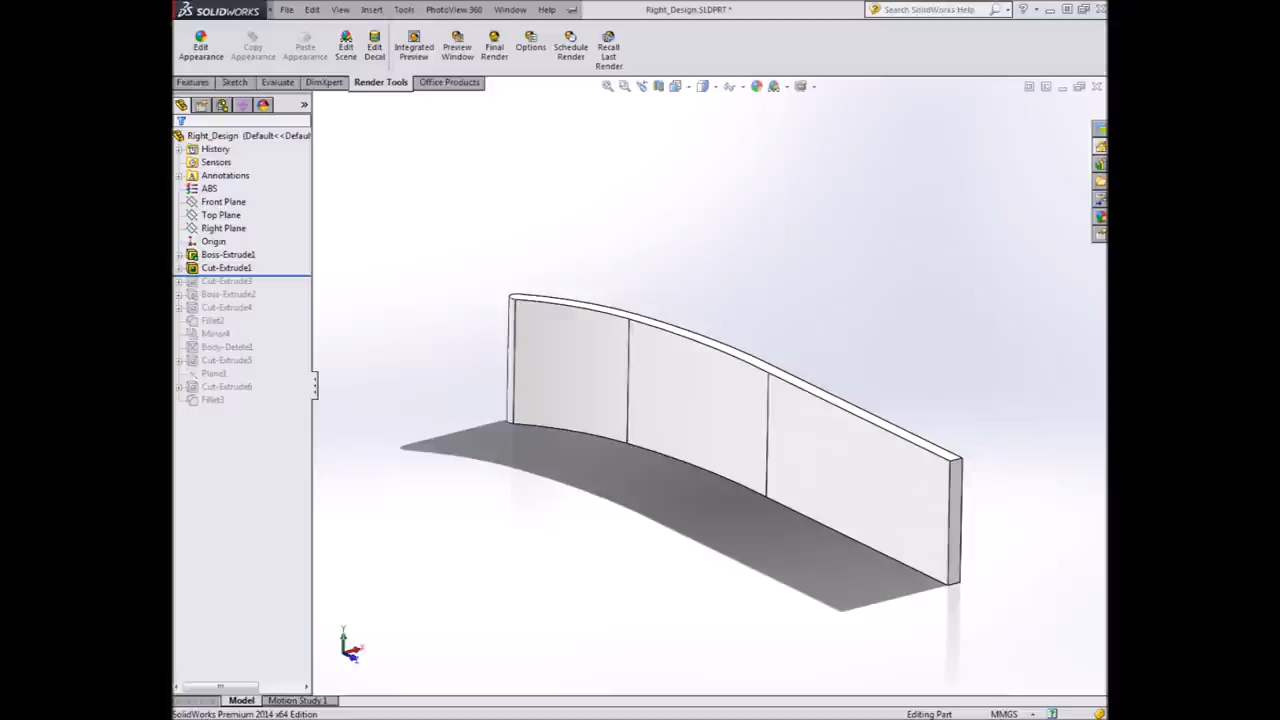 SOLIDWORKS File Edit View Insert Tools PhotoView 360 Window Help Right_Design.SLDPRT * Search SolidWorks Help
Edit Appearance
Copy Appearance
Paste Appearance
Edit Scene
Edit Decal
Integrated Preview
Preview Window
Final Render
Options
Schedule Render
Recall Last Render
Features Sketch Evaluate DimXpert Render Tools Office Products
Right_Design (Default<<Defaul
History
Sensors
Annotations
ABS
Front Plane
Top Plane
Right Plane
Origin
Boss-Extrude1
Cut-Extrude1
Cut-Extrude3
Boss-Extrude2
Cut-Extrude4
Fillet2
Mirror4
Body-Delete1
Cut-Extrude5
Plane1
Cut-Extrude6
Fillet3
Y
Model Motion Study 1
SolidWorks Premium 2014 x64 Edition Editing Part MMGS